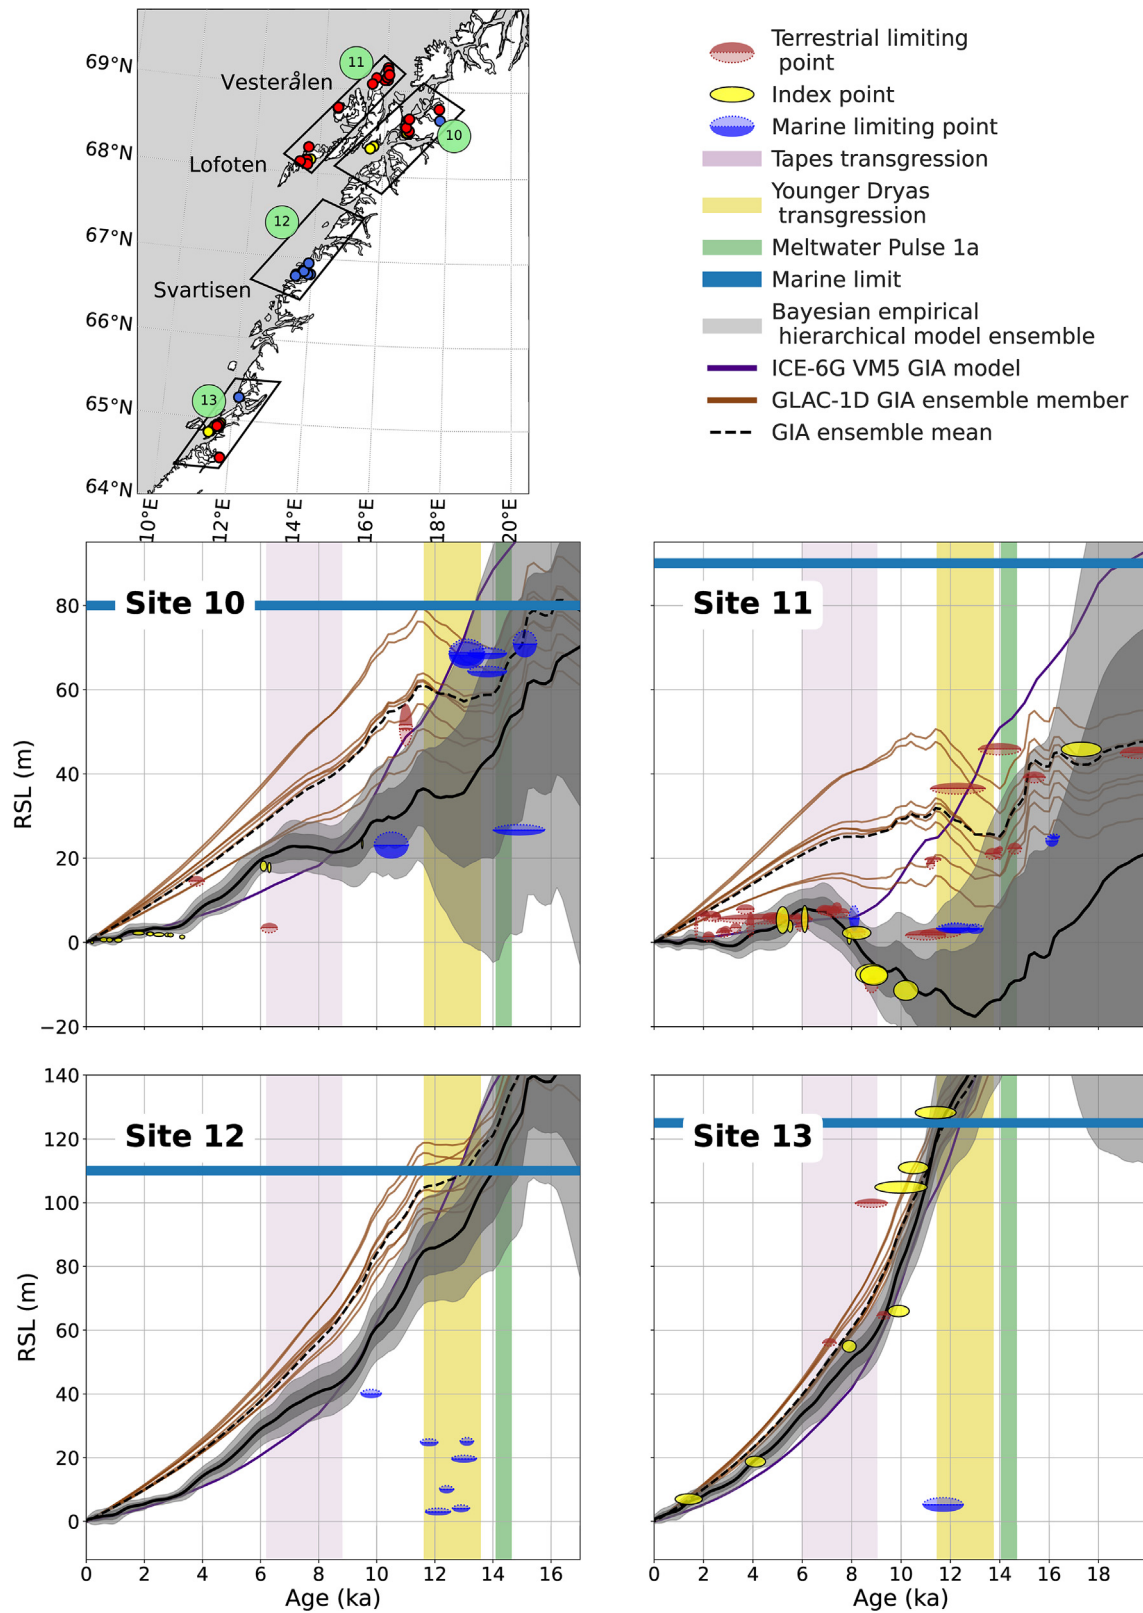 69°N
68°N
67°N
66°N
65°N
64°N
10°E
12°E
14°E
16°E
18°E
20°E
11
Vesterålen
10
Lofoten
12
Svartisen
13
Terrestrial limiting
point
Index point
Marine limiting point
Tapes transgression
Younger Dryas
transgression
Meltwater Pulse 1a
Marine limit
Bayesian empirical
hierarchical model ensemble
ICE-6G VM5 GIA model
GLAC-1D GIA ensemble member
GIA ensemble mean
Site 10
RSL (m)
80
60
40
20
0
−20
Site 11
Site 12
RSL (m)
140
120
100
80
60
40
20
0
0 2 4 6 8 10 12 14 16
Age (ka)
Site 13
0 2 4 6 8 10 12 14 16 18
Age (ka)